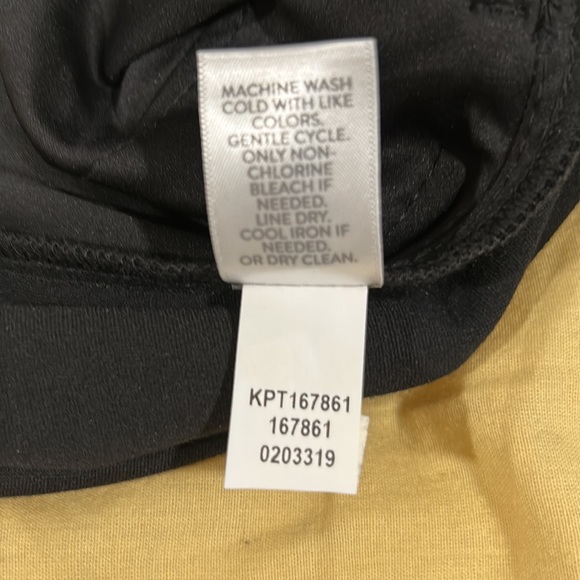 MACHINE WASH
COLD WITH LIKE
COLORS.
GENTLE CYCLE.
ONLY NON-
CHLORINE
BLEACH IF
NEEDED.
LINE DRY.
COOL IRON IF
NEEDED.
OR DRY CLEAN.
KPT167861
167861
0203319